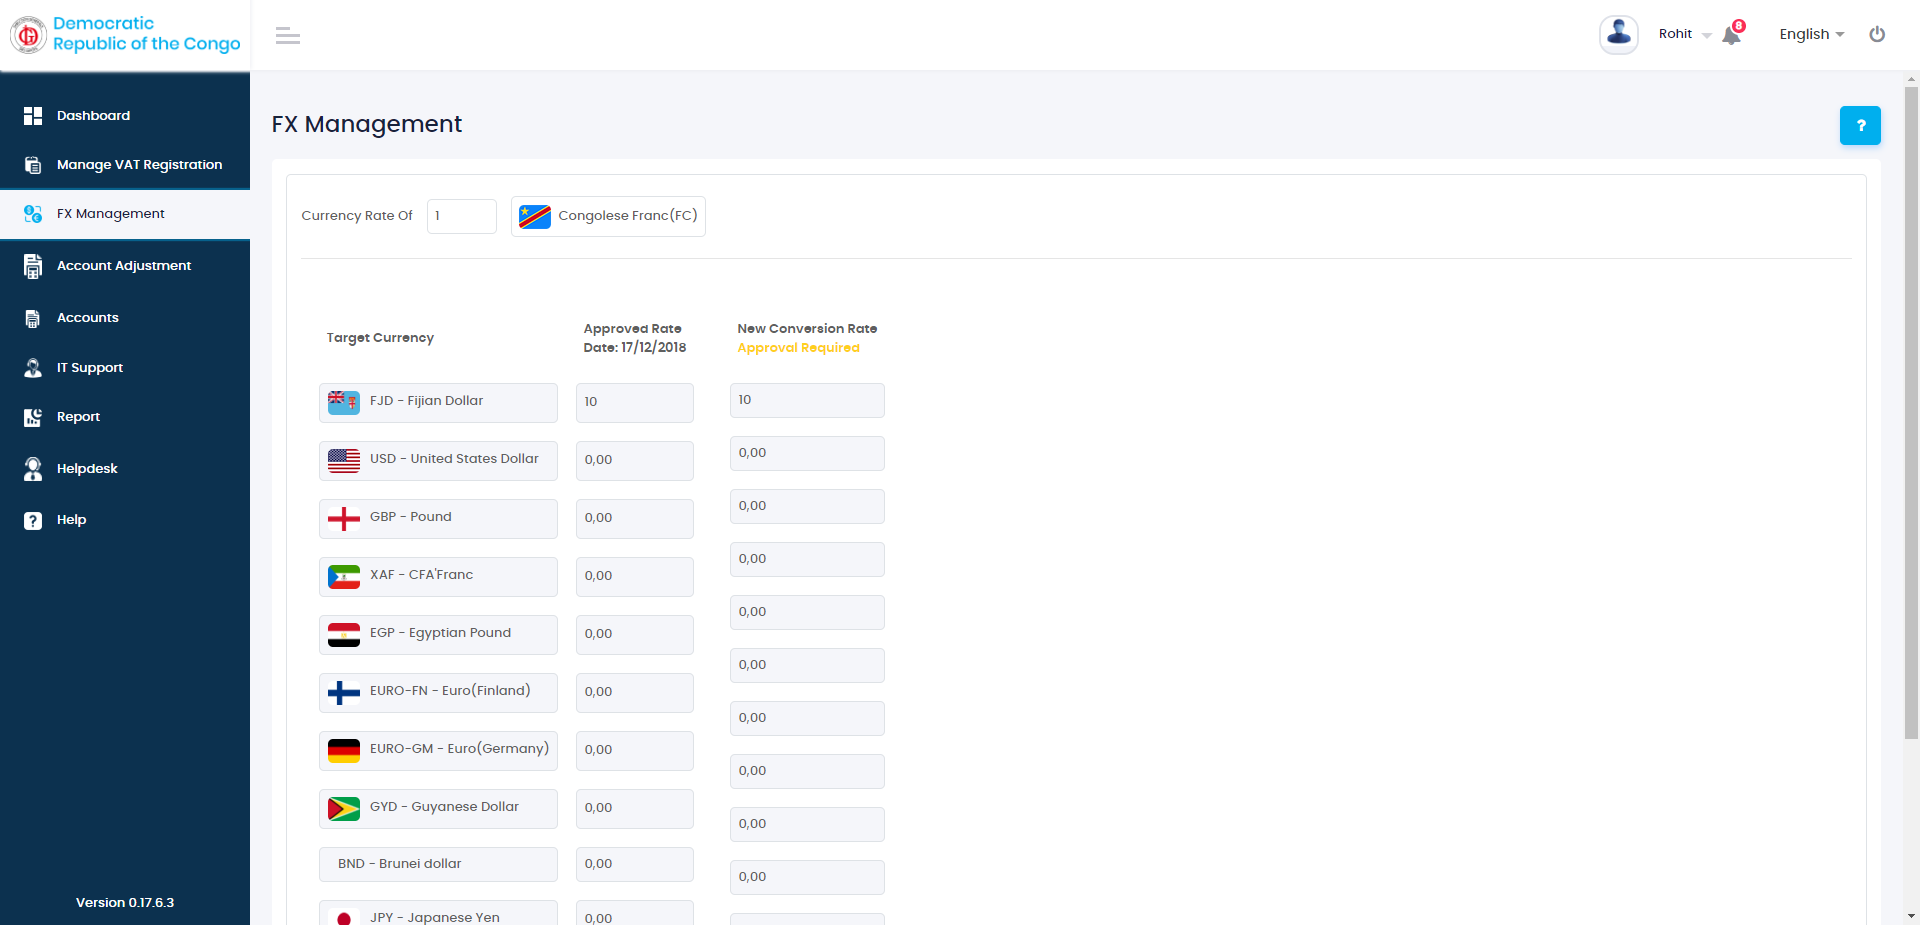 Democratic
Republic of the Congo
Rohit
8
English
Dashboard
Manage VAT Registration
FX Management
Account Adjustment
Accounts
IT Support
Report
Helpdesk
Help
Version 0.17.6.3
FX Management
?
Currency Rate Of
1
Congolese Franc(FC)
Target Currency
Approved Rate
Date: 17/12/2018
New Conversion Rate
Approval Required
FJD - Fijian Dollar
10
10
USD - United States Dollar
0,00
0,00
GBP - Pound
0,00
0,00
XAF - CFA'Franc
0,00
0,00
EGP - Egyptian Pound
0,00
0,00
EURO-FN - Euro(Finland)
0,00
0,00
EURO-GM - Euro(Germany)
0,00
0,00
GYD - Guyanese Dollar
0,00
0,00
BND - Brunei dollar
0,00
0,00
JPY - Japanese Yen
0,00
0,00